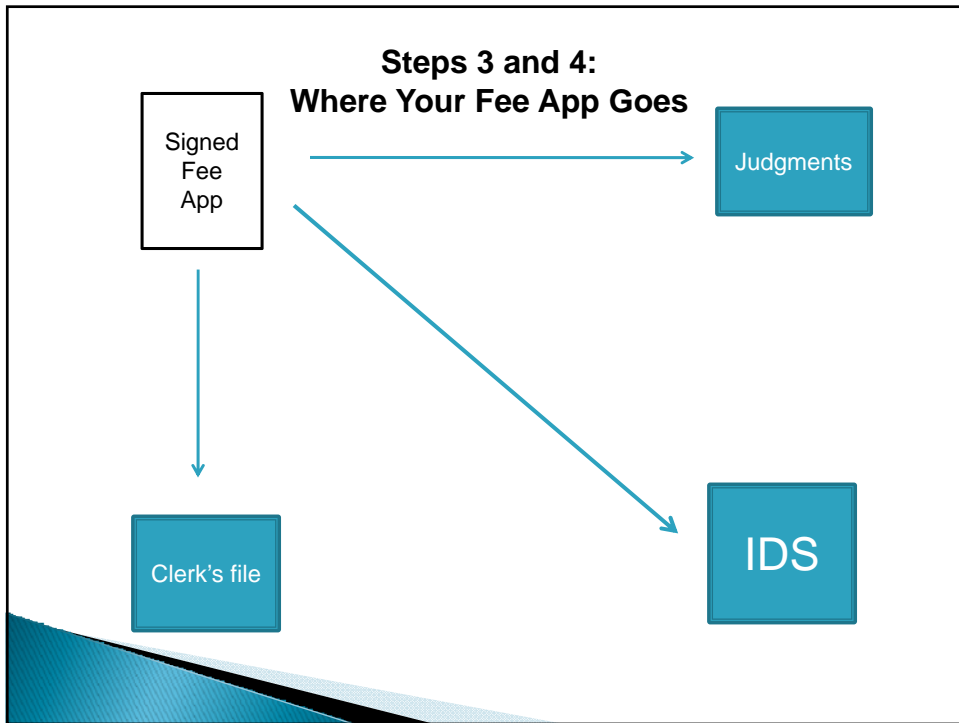 Steps 3 and 4:
Where Your Fee App Goes
Signed
Fee
App
Judgments
Clerk’s file
IDS